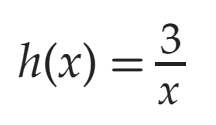 h(x) = 3/x